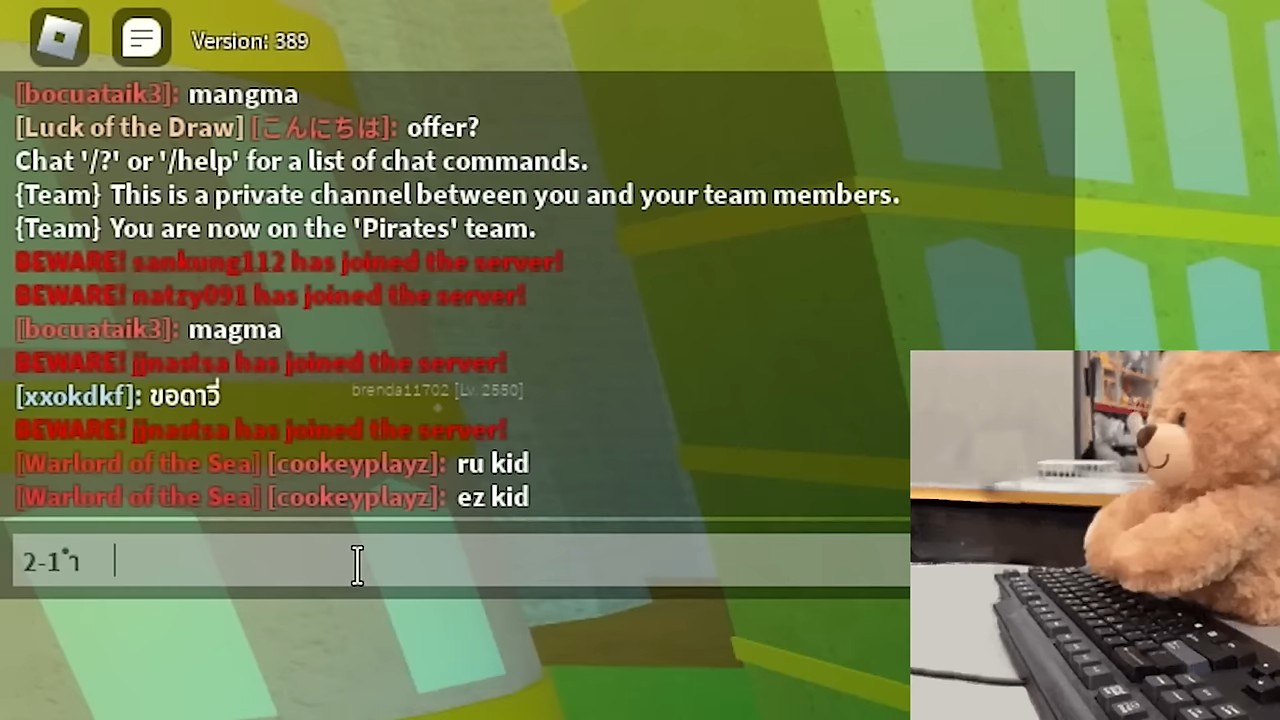 Version: 389
[bocuataik3]: mangma
[Luck of the Draw] [こんにちは]: offer?
Chat '/?' or '/help' for a list of chat commands.
{Team} This is a private channel between you and your team members.
{Team} You are now on the 'Pirates' team.
BEWARE! sankung112 has joined the server!
BEWARE! natzy091 has joined the server!
[bocuataik3]: magma
BEWARE! jjnastsa has joined the server!
[xxokdkf]: ขอดาวี่
brenda11702 [Lv. 2550]
BEWARE! jjnastsa has joined the server!
[Warlord of the Sea] [cookeyplayz]: ru kid
[Warlord of the Sea] [cookeyplayz]: ez kid
2-1ำ